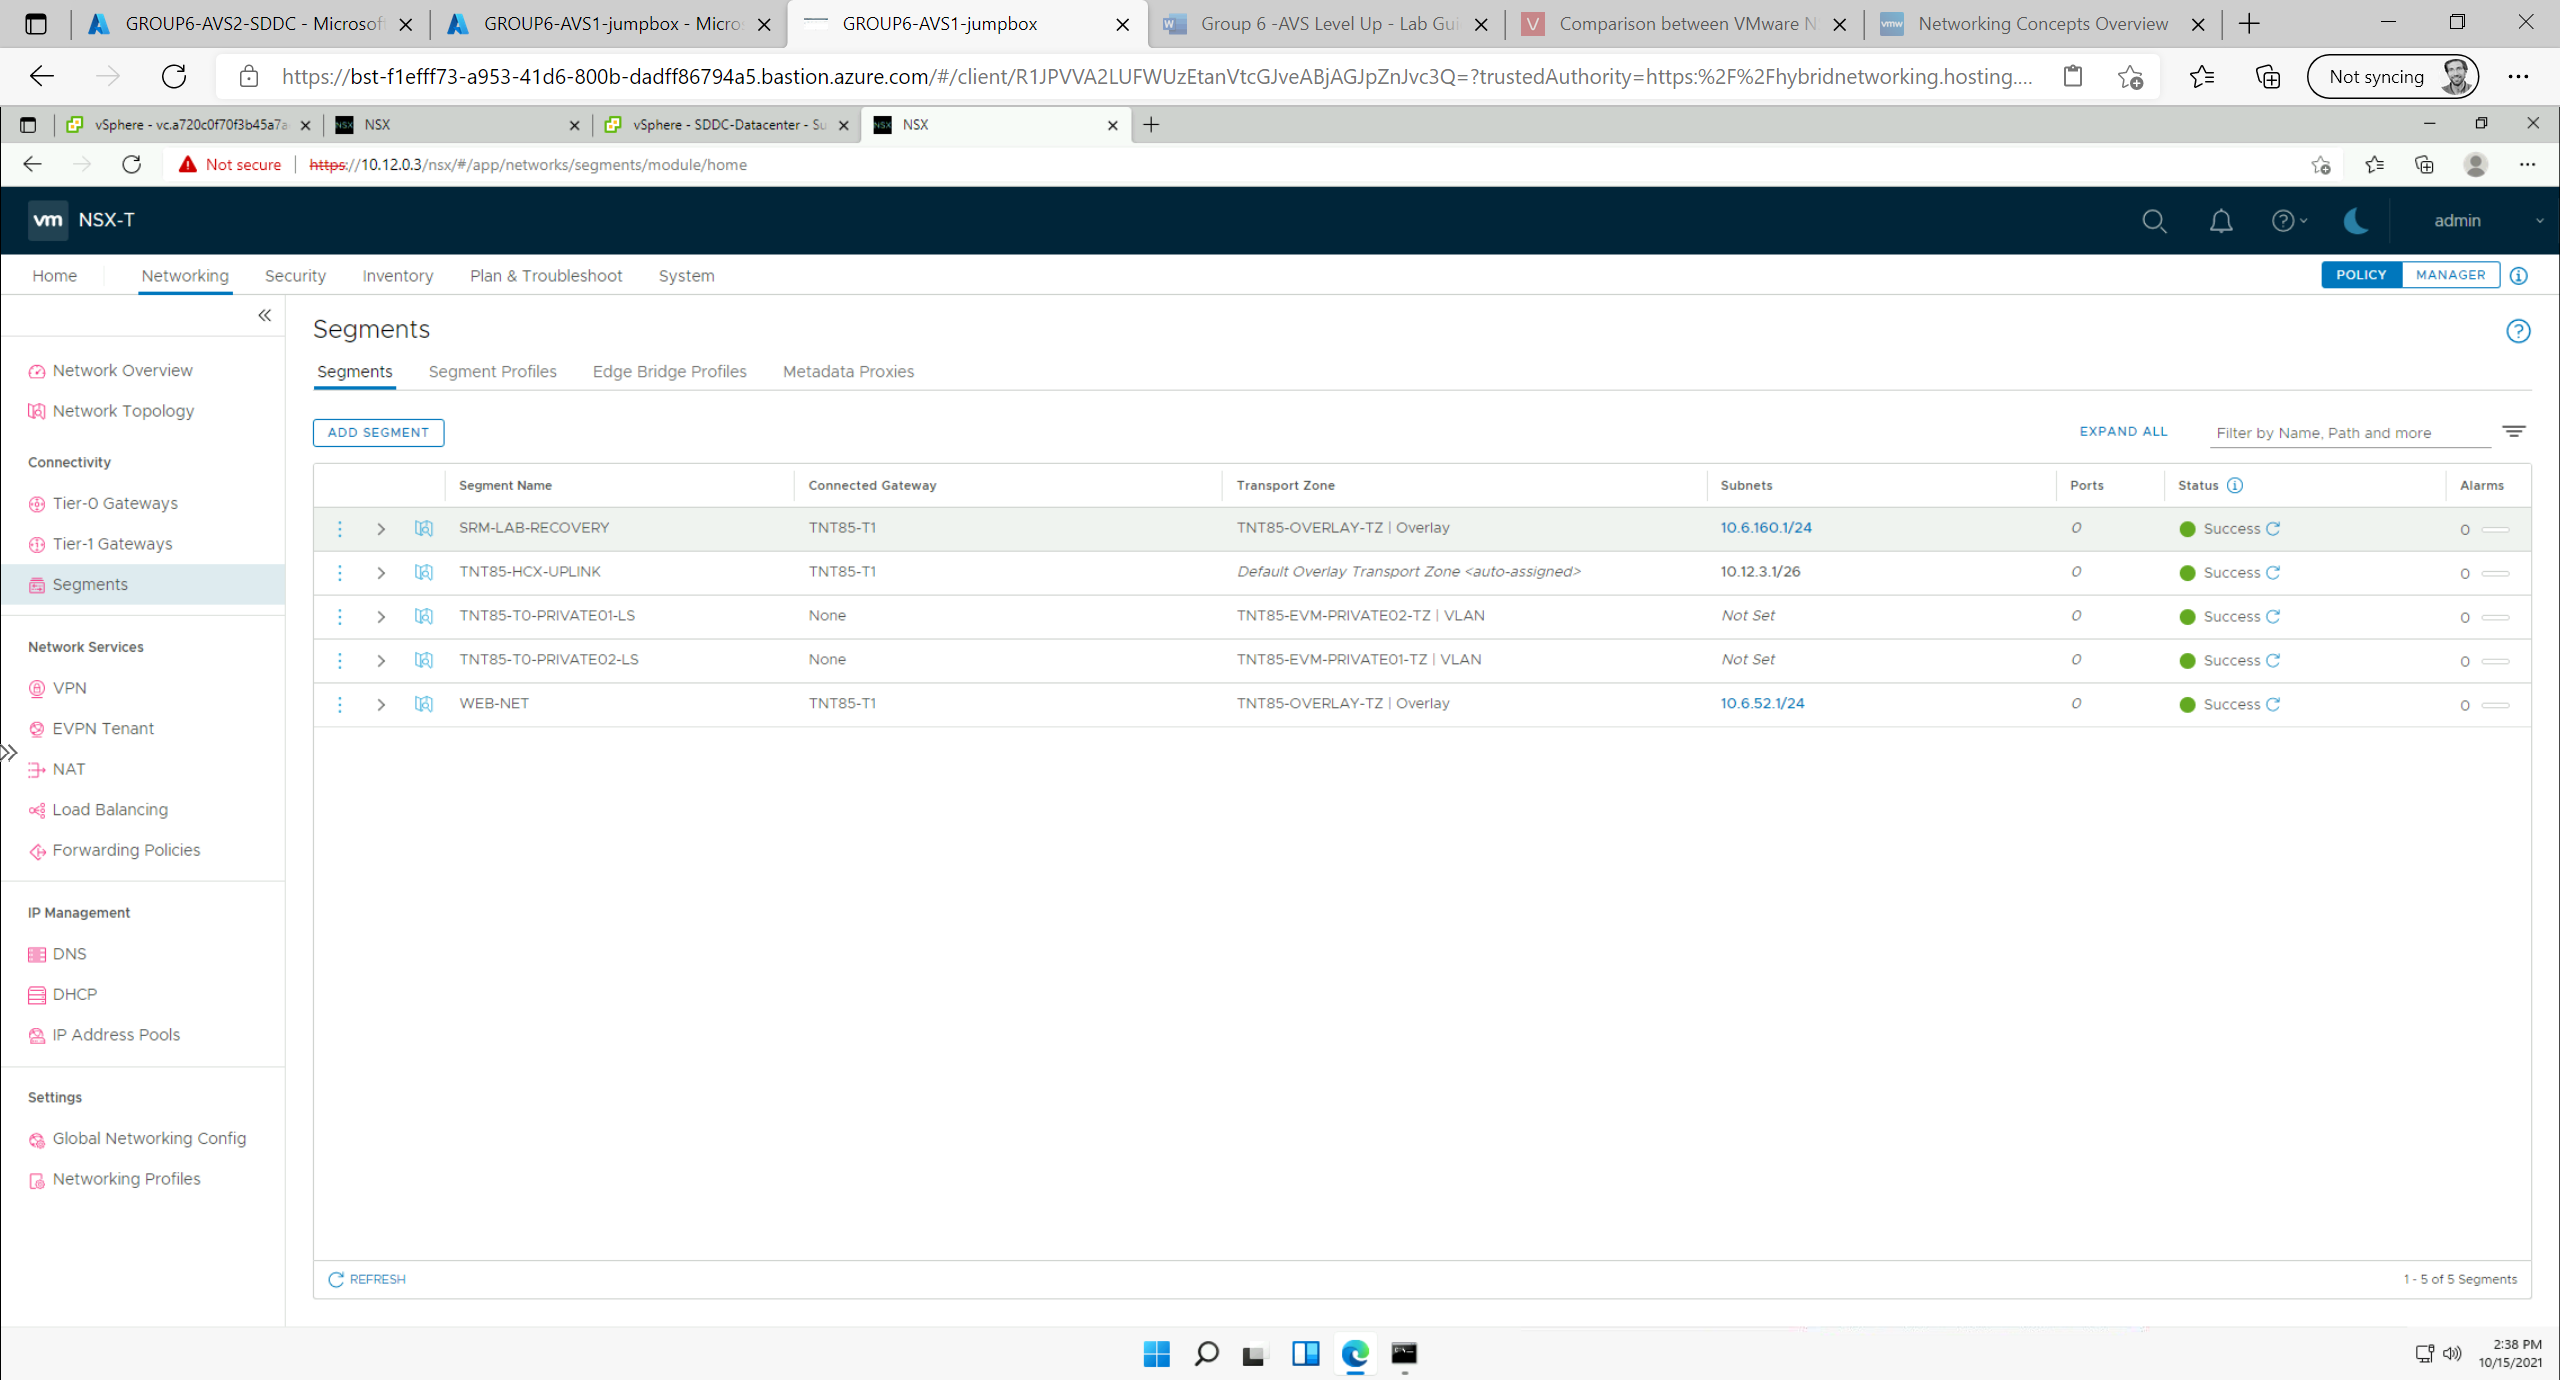 GROUP6-AVS2-SDDC - Microsof
GROUP6-AVS1-jumpbox - Micro
GROUP6-AVS1-jumpbox
Group 6 -AVS Level Up - Lab Gui
Comparison between VMware N
Networking Concepts Overview
https://bst-f1efff73-a953-41d6-800b-dadff86794a5.bastion.azure.com/#/client/R1JPVVA2LUFWUzEtanVtcGJveABjAGJpZnJvc3Q=?trustedAuthority=https:%2F%2Fhybridnetworking.hosting....
Not syncing
vSphere - vc.a720c0f70f3b45a7a
NSX
vSphere - SDDC-Datacenter - Su
NSX
Not secure
https://10.12.0.3/nsx/#/app/networks/segments/module/home
vm NSX-T
admin
Home
Networking
Security
Inventory
Plan & Troubleshoot
System
POLICY
MANAGER
Network Overview
Network Topology
Connectivity
Tier-0 Gateways
Tier-1 Gateways
Segments
Network Services
VPN
EVPN Tenant
NAT
Load Balancing
Forwarding Policies
IP Management
DNS
DHCP
IP Address Pools
Settings
Global Networking Config
Networking Profiles
Segments
Segments Segment Profiles Edge Bridge Profiles Metadata Proxies
ADD SEGMENT
EXPAND ALL
Filter by Name, Path and more
Segment Name Connected Gateway Transport Zone Subnets Ports Status Alarms
SRM-LAB-RECOVERY TNT85-T1 TNT85-OVERLAY-TZ | Overlay 10.6.160.1/24 0 Success 0
TNT85-HCX-UPLINK TNT85-T1 Default Overlay Transport Zone <auto-assigned> 10.12.3.1/26 0 Success 0
TNT85-T0-PRIVATE01-LS None TNT85-EVM-PRIVATE02-TZ | VLAN Not Set 0 Success 0
TNT85-T0-PRIVATE02-LS None TNT85-EVM-PRIVATE01-TZ | VLAN Not Set 0 Success 0
WEB-NET TNT85-T1 TNT85-OVERLAY-TZ | Overlay 10.6.52.1/24 0 Success 0
REFRESH
1 - 5 of 5 Segments
2:38 PM
10/15/2021